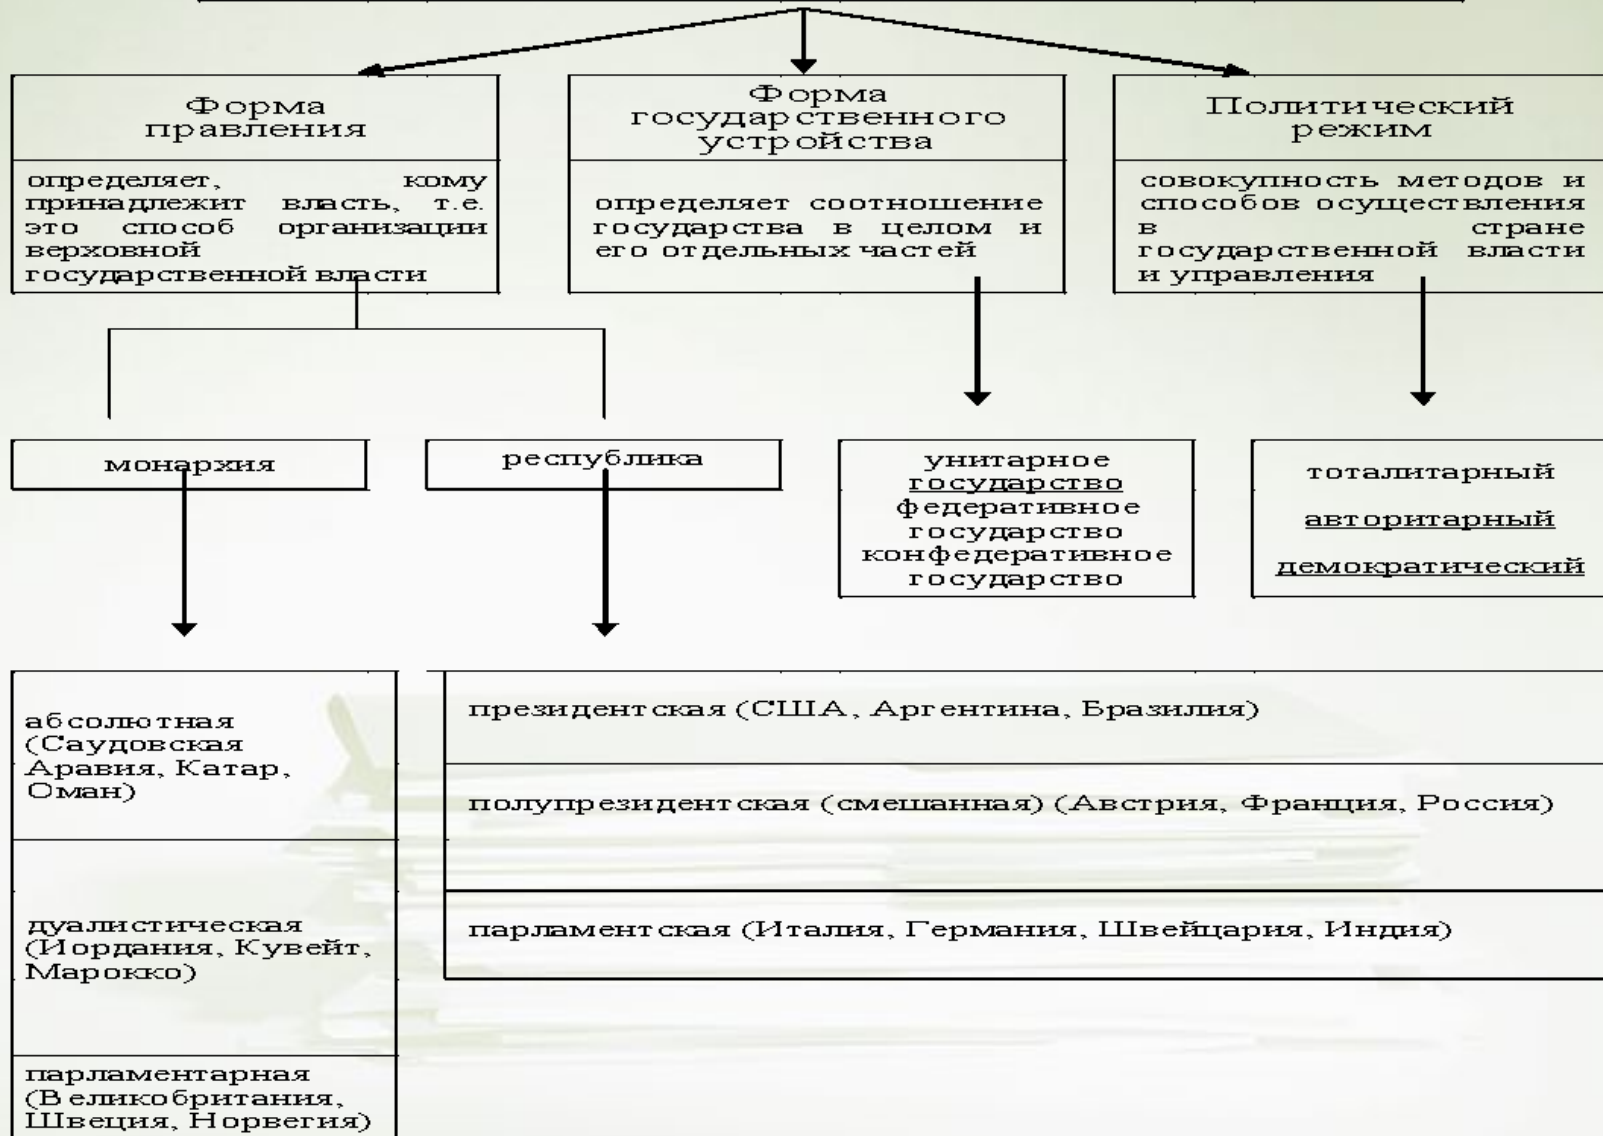 Форма
правления
определяет, кому
принадлежит власть, т.е.
это способ организации
верховной
государственной власти
Форма
государственного
устройства
определяет соотношение
государства в целом и
его отдельных частей
Политический
режим
совокупность методов и
способов осуществления
в стране
государственной власти
и управления
монархия
республика
унитарное
государство
федеративное
государство
конфедеративное
государство
тоталитарный
авторитарный
демократический
абсолютная
(Саудовская
Аравия, Катар,
Оман)
дуалистическая
(Иордания, Кувейт,
Марокко)
парламентарная
(Великобритания,
Швеция, Норвегия)
президентская (США, Аргентина, Бразилия)
полупрезидентская (смешанная) (Австрия, Франция, Россия)
парламентская (Италия, Германия, Швейцария, Индия)